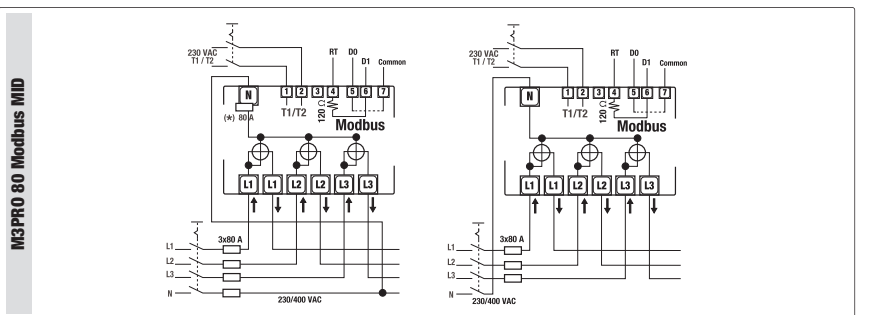 M3PRO 80 Modbus MID
230 VAC
T1 / T2
RT D0
D1 Common
N 1 2 3 4 5 6 7
(*) 80 A
T1/T2
120 Ω
Modbus
L1 L1 L2 L2 L3 L3
3x80 A
L1
L2
L3
N
230/400 VAC
230 VAC
T1 / T2
RT D0
D1 Common
N 1 2 3 4 5 6 7
T1/T2
120 Ω
Modbus
L1 L1 L2 L2 L3 L3
3x80 A
L1
L2
L3
N
230/400 VAC